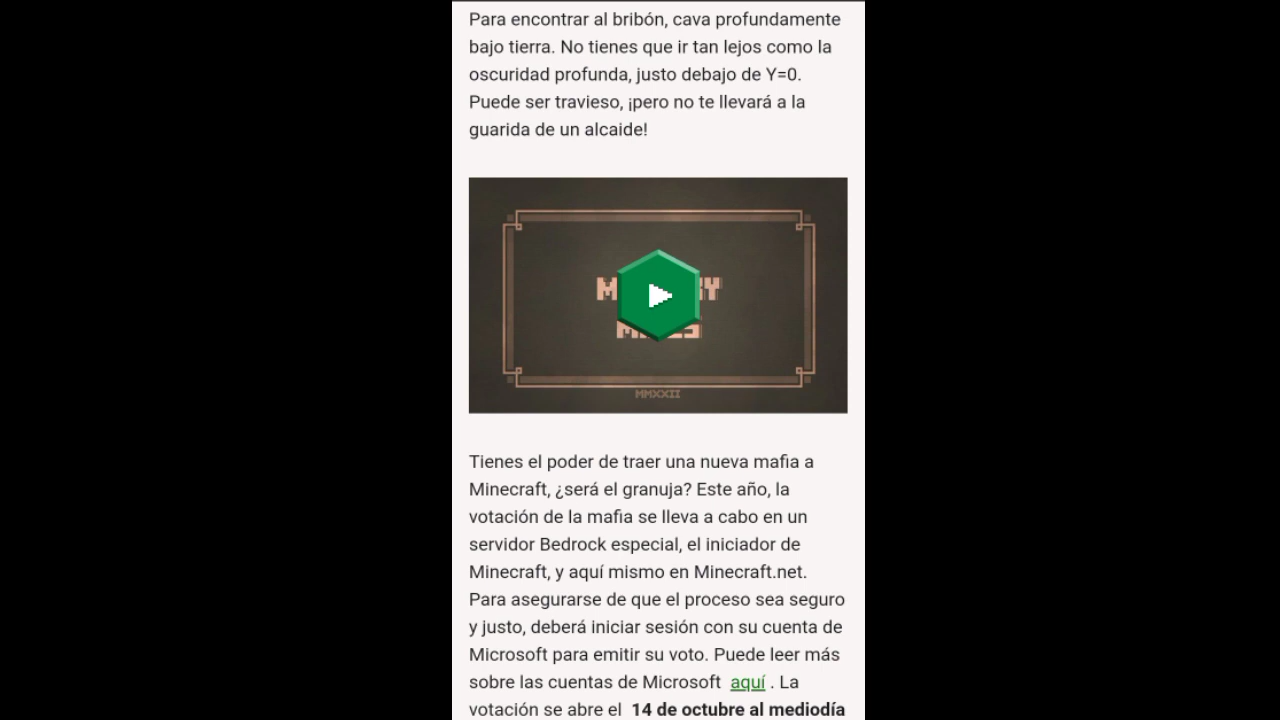 Para encontrar al bribón, cava profundamente
bajo tierra. No tienes que ir tan lejos como la
oscuridad profunda, justo debajo de Y=0.
Puede ser travieso, ¡pero no te llevará a la
guarida de un alcaide!
MMXXII
Tienes el poder de traer una nueva mafia a
Minecraft, ¿será el granuja? Este año, la
votación de la mafia se lleva a cabo en un
servidor Bedrock especial, el iniciador de
Minecraft, y aquí mismo en Minecraft.net.
Para asegurarse de que el proceso sea seguro
y justo, deberá iniciar sesión con su cuenta de
Microsoft para emitir su voto. Puede leer más
sobre las cuentas de Microsoft aquí . La
votación se abre el 14 de octubre al mediodía